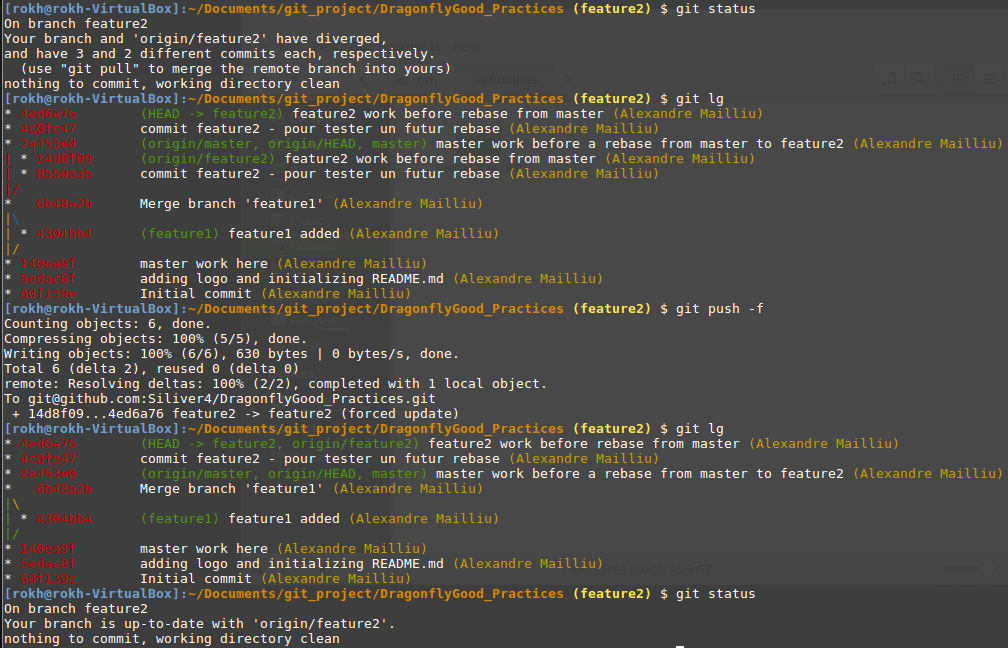 [rokh@rokh-VirtualBox]:~/Documents/git_project/DragonflyGood_Practices (feature2) $ git status
On branch feature2
Your branch and 'origin/feature2' have diverged,
and have 3 and 2 different commits each, respectively.
  (use "git pull" to merge the remote branch into yours)
nothing to commit, working directory clean
[rokh@rokh-VirtualBox]:~/Documents/git_project/DragonflyGood_Practices (feature2) $ git lg
* 4ed6a76 (HEAD -> feature2) feature2 work before rebase from master (Alexandre Mailliu)
* 4c0fe47 commit feature2 - pour tester un futur rebase (Alexandre Mailliu)
* 2a453e0 (origin/master, origin/HEAD, master) master work before a rebase from master to feature2 (Alexandre Mailliu)
| * 14d8f09 (origin/feature2) feature2 work before rebase from master (Alexandre Mailliu)
| * 8559335 commit feature2 - pour tester un futur rebase (Alexandre Mailliu)
|/
*   6b48a2b Merge branch 'feature1' (Alexandre Mailliu)
|\
| * 4304bb4 (feature1) feature1 added (Alexandre Mailliu)
|/
* 140ea9f master work here (Alexandre Mailliu)
* 5edac8f adding logo and initializing README.md (Alexandre Mailliu)
* 60f139e Initial commit (Alexandre Mailliu)
[rokh@rokh-VirtualBox]:~/Documents/git_project/DragonflyGood_Practices (feature2) $ git push -f
Counting objects: 6, done.
Compressing objects: 100% (5/5), done.
Writing objects: 100% (6/6), 630 bytes | 0 bytes/s, done.
Total 6 (delta 2), reused 0 (delta 0)
remote: Resolving deltas: 100% (2/2), completed with 1 local object.
To git@github.com:Siliver4/DragonflyGood_Practices.git
 + 14d8f09...4ed6a76 feature2 -> feature2 (forced update)
[rokh@rokh-VirtualBox]:~/Documents/git_project/DragonflyGood_Practices (feature2) $ git lg
* 4ed6a76 (HEAD -> feature2, origin/feature2) feature2 work before rebase from master (Alexandre Mailliu)
* 4c0fe47 commit feature2 - pour tester un futur rebase (Alexandre Mailliu)
* 2a453e0 (origin/master, origin/HEAD, master) master work before a rebase from master to feature2 (Alexandre Mailliu)
*   6b48a2b Merge branch 'feature1' (Alexandre Mailliu)
|\
| * 4304bb4 (feature1) feature1 added (Alexandre Mailliu)
|/
* 140ea9f master work here (Alexandre Mailliu)
* 5edac8f adding logo and initializing README.md (Alexandre Mailliu)
* 60f139e Initial commit (Alexandre Mailliu)
[rokh@rokh-VirtualBox]:~/Documents/git_project/DragonflyGood_Practices (feature2) $ git status
On branch feature2
Your branch is up-to-date with 'origin/feature2'.
nothing to commit, working directory clean